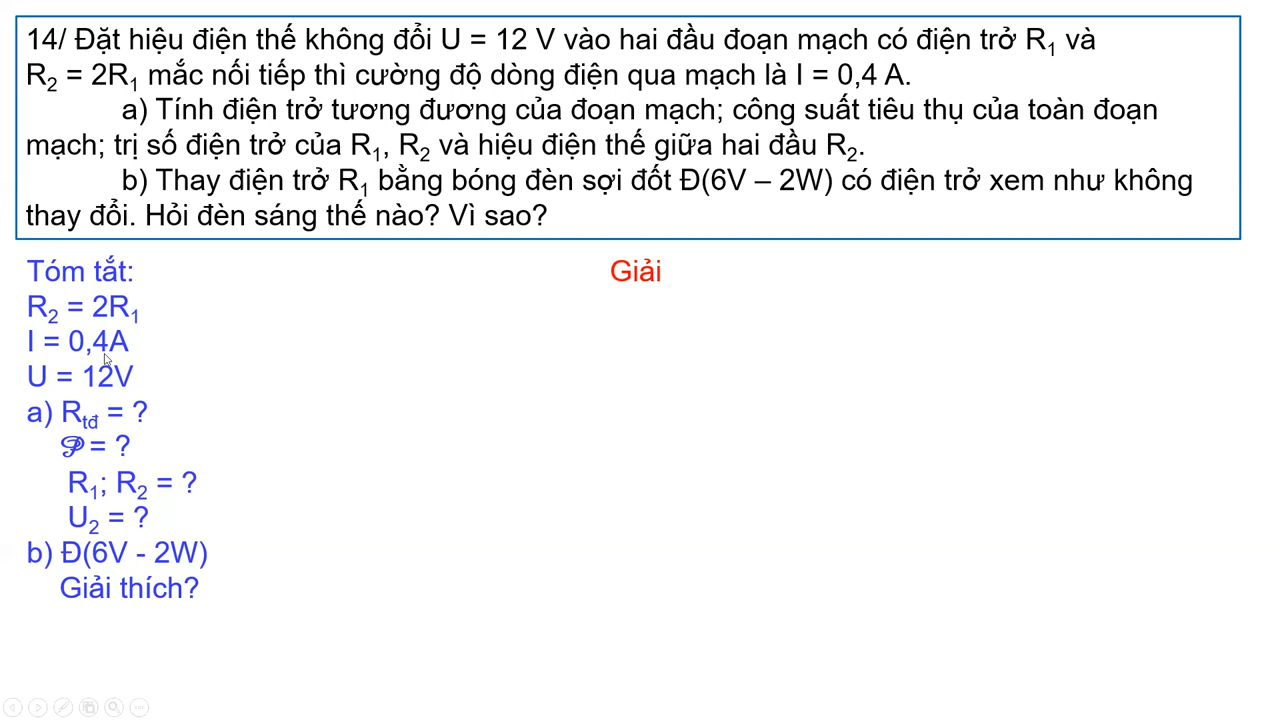 14/ Đặt hiệu điện thế không đổi U = 12 V vào hai đầu đoạn mạch có điện trở R₁ và
R₂ = 2R₁ mắc nối tiếp thì cường độ dòng điện qua mạch là I = 0,4 A.
a) Tính điện trở tương đương của đoạn mạch; công suất tiêu thụ của toàn đoạn
mạch; trị số điện trở của R₁, R₂ và hiệu điện thế giữa hai đầu R₂.
b) Thay điện trở R₁ bằng bóng đèn sợi đốt Đ(6V – 2W) có điện trở xem như không
thay đổi. Hỏi đèn sáng thế nào? Vì sao?
Tóm tắt:
Giải
R₂ = 2R₁
I = 0,4A
U = 12V
a) Rtđ = ?
𝒫 = ?
R₁; R₂ = ?
U₂ = ?
b) Đ(6V - 2W)
Giải thích?